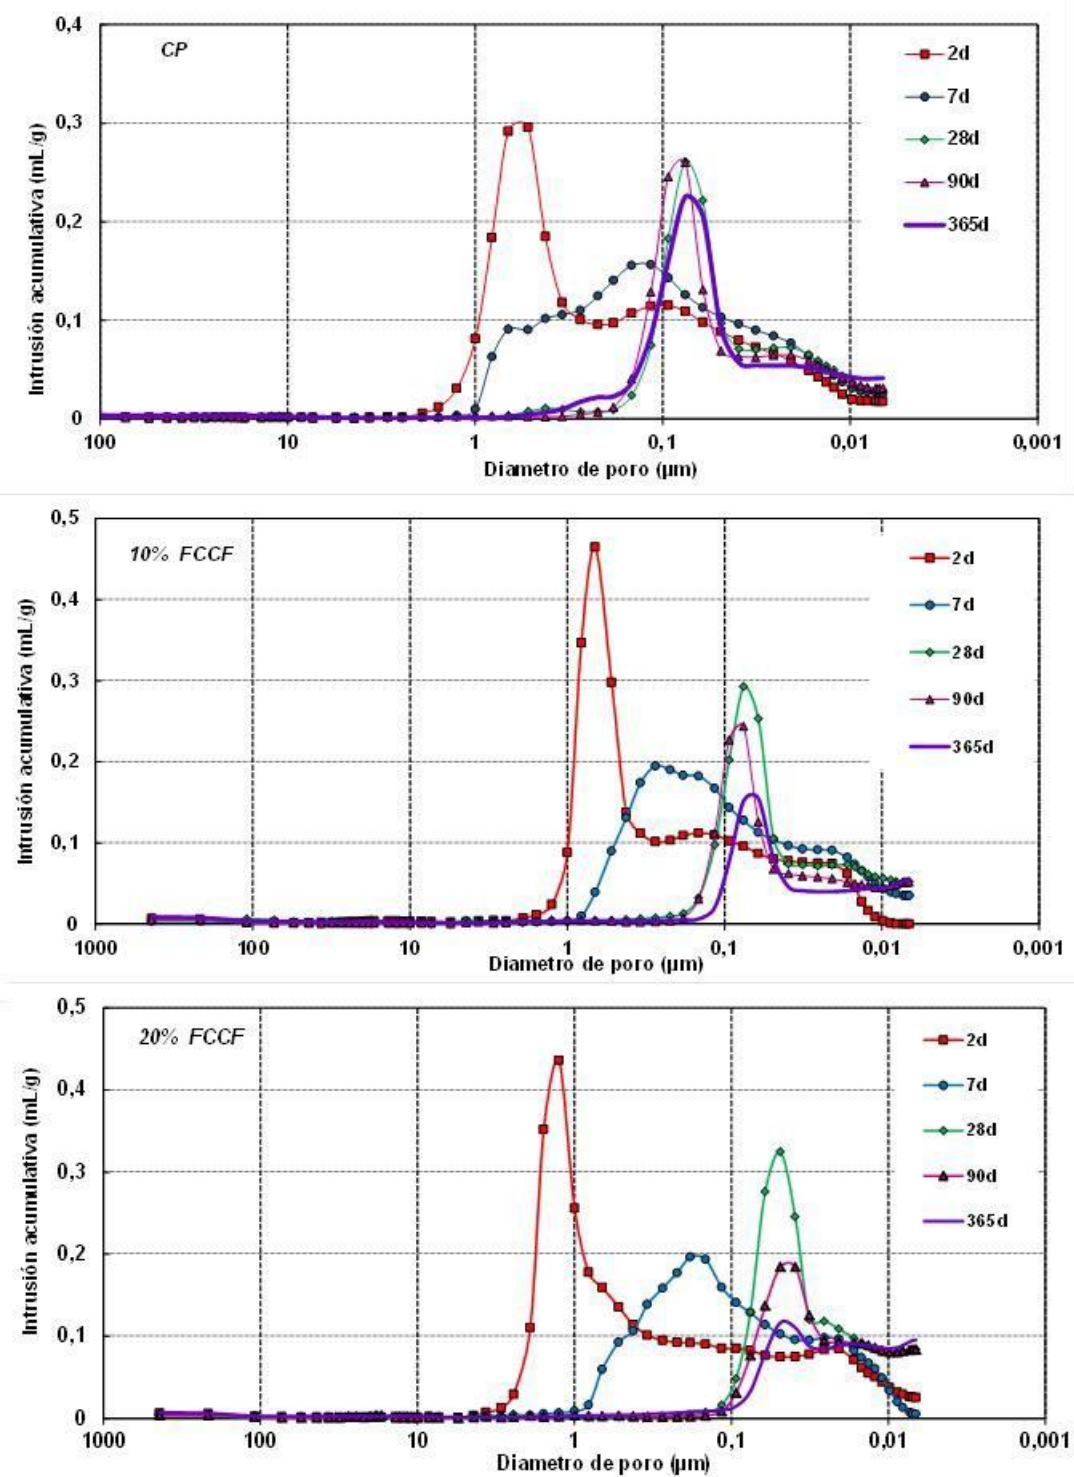 0,4
CP
2d
7d
0,3
28d
90d
0,2
365d
0,1
0
100
10
1
0,1
0,01
0,001
Intrusión acumulativa (mL/g)
Diametro de poro (µm)
0,5
10% FCCF
2d
0,4
7d
28d
0,3
90d
0,2
365d
0,1
0
1000
100
10
1
0,1
0,01
0,001
Intrusión acumulativa (mL/g)
Diametro de poro (µm)
0,5
20% FCCF
2d
0,4
7d
28d
0,3
90d
0,2
365d
0,1
0
1000
100
10
1
0,1
0,01
0,001
Intrusión acumulativa (mL/g)
Diametro de poro (µm)